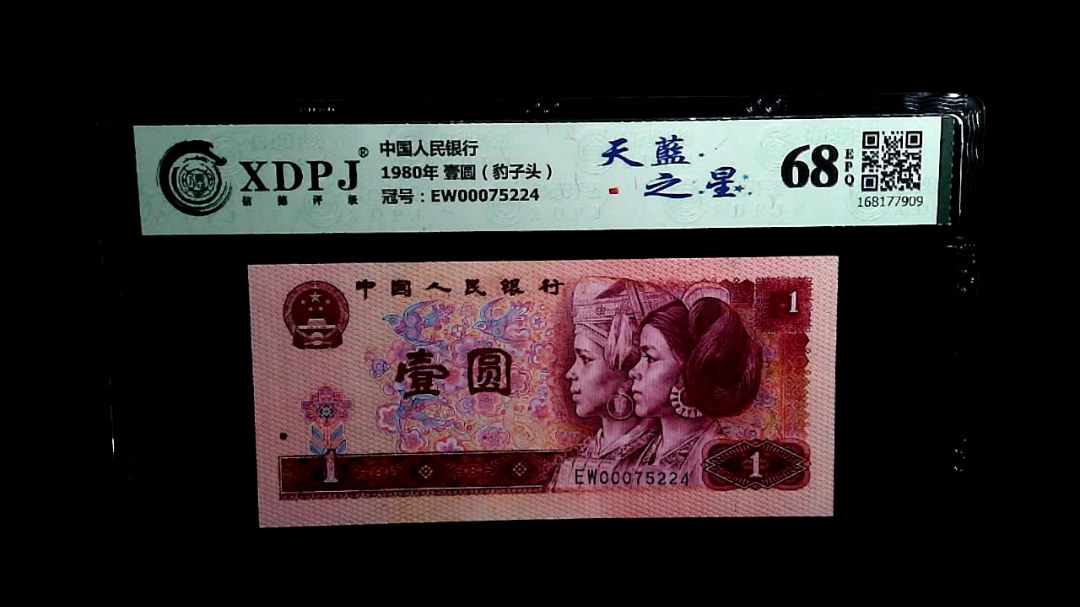 XDPJ®
信德评级
中国人民银行
1980年 壹圆（豹子头）
冠号：EW00075224
天蓝
之星
68 EPQ
168177909
中国人民银行
1
壹圆
1
EW00075224
1